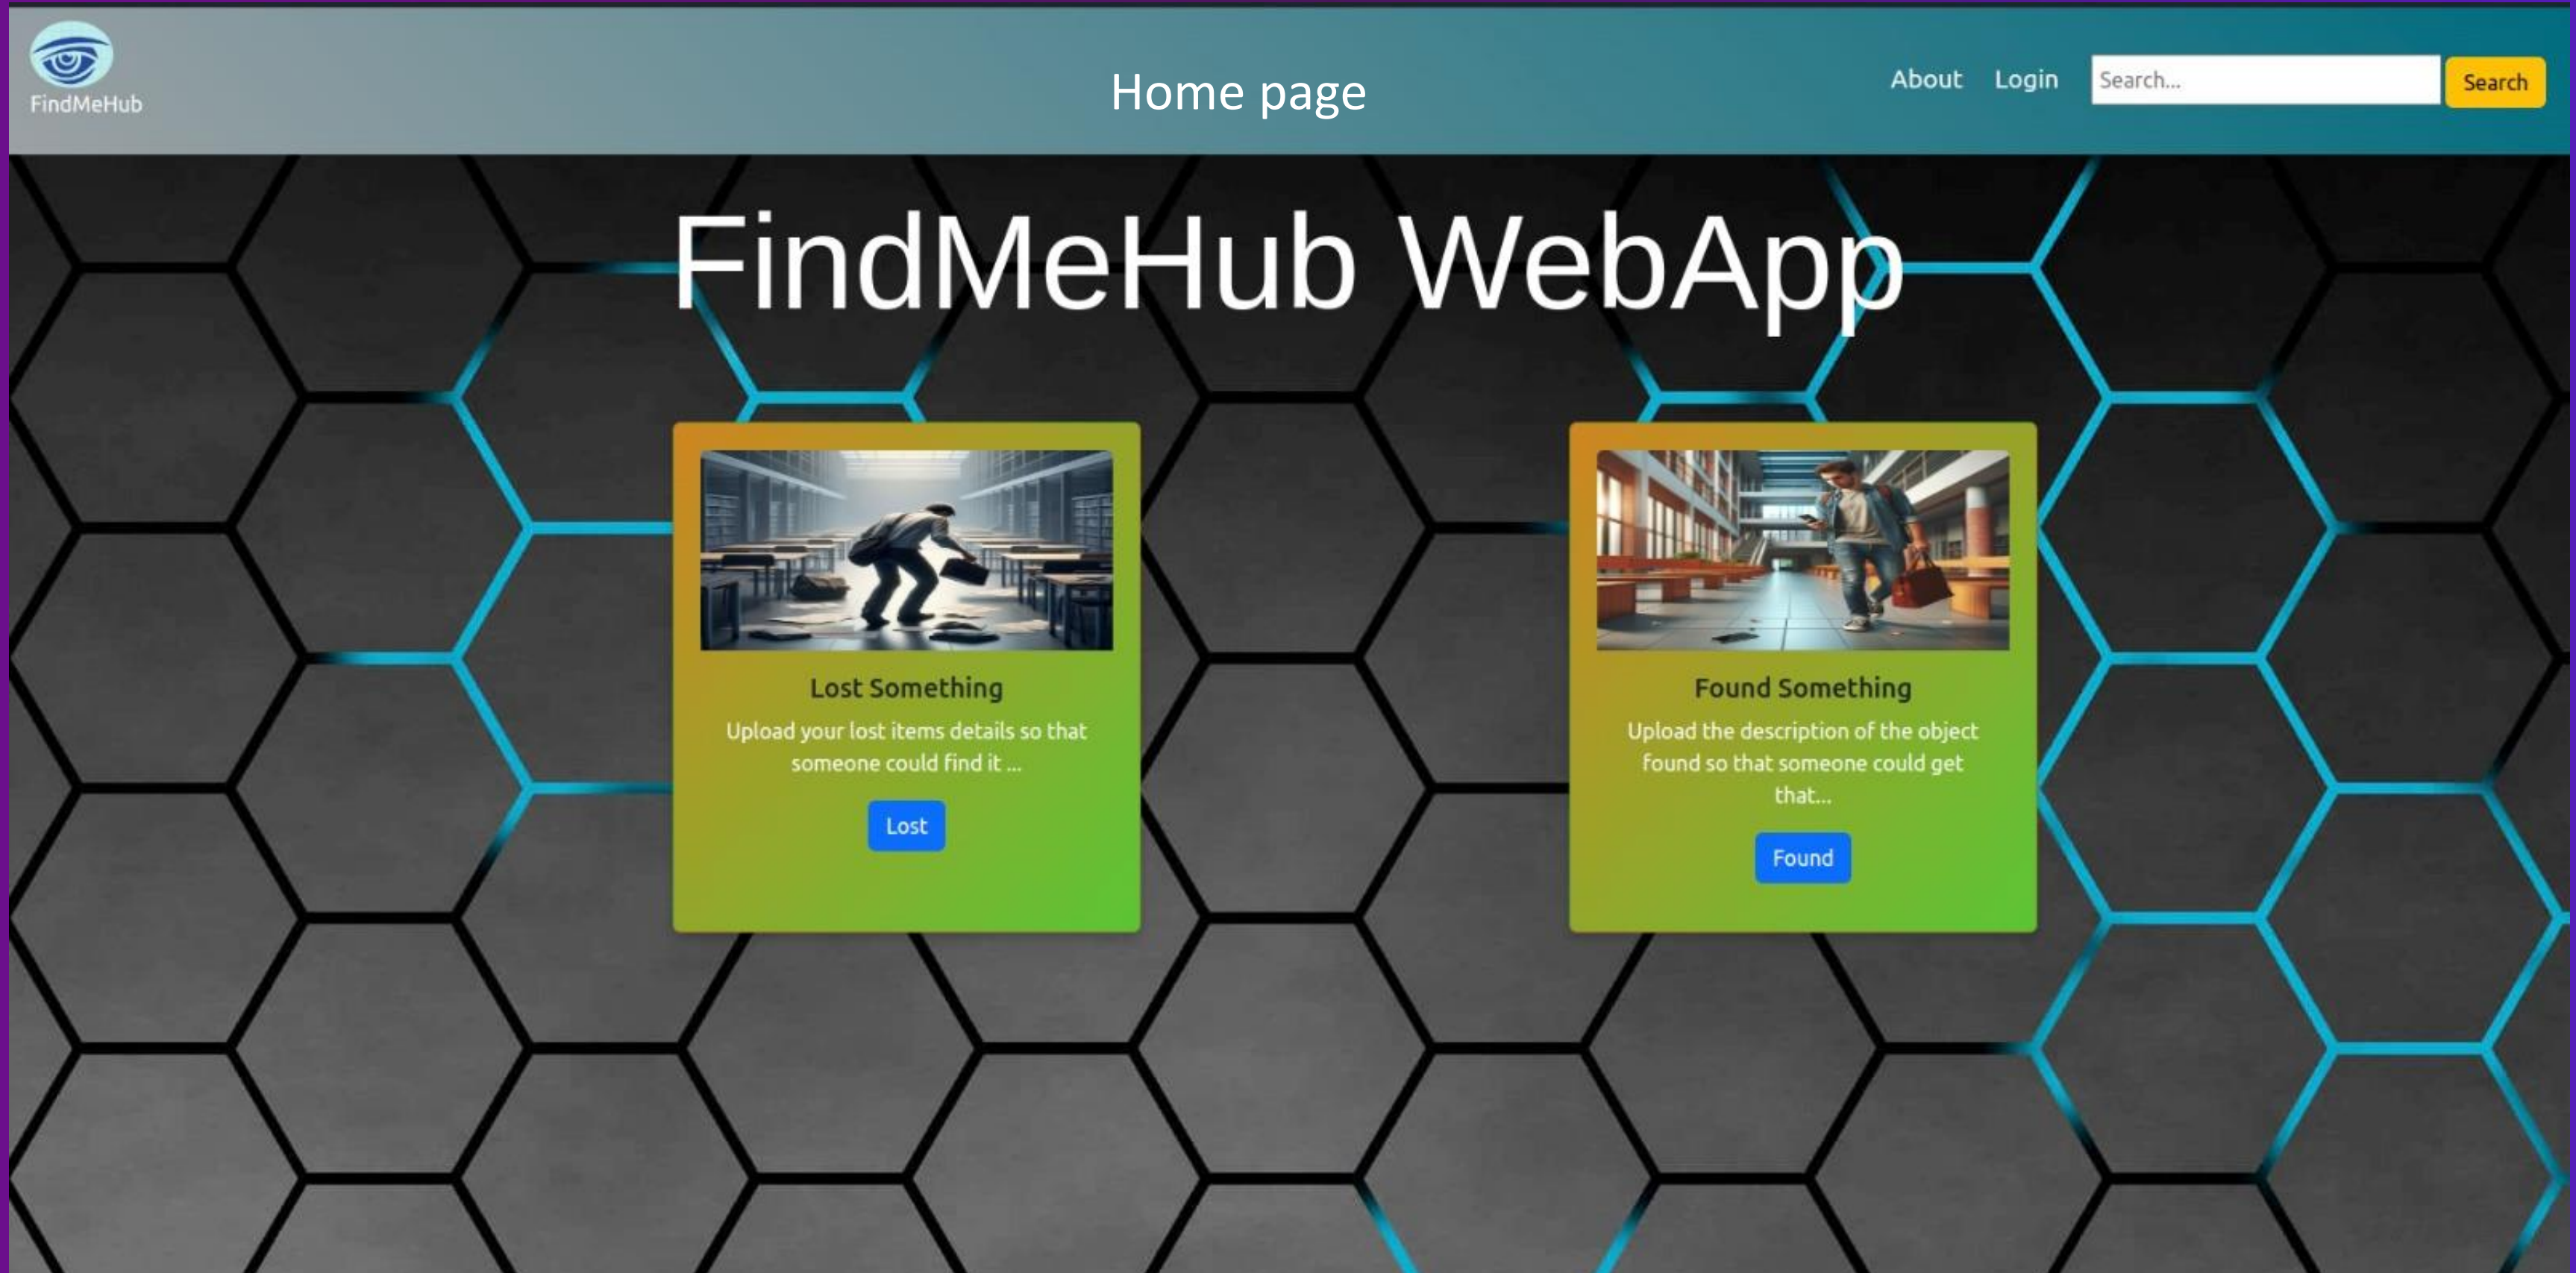 FindMeHub
Home page
About
Login
Search...
Search
FindMeHub WebApp
Lost Something
Upload your lost items details so that
someone could find it ...
Lost
Found Something
Upload the description of the object
found so that someone could get
that...
Found